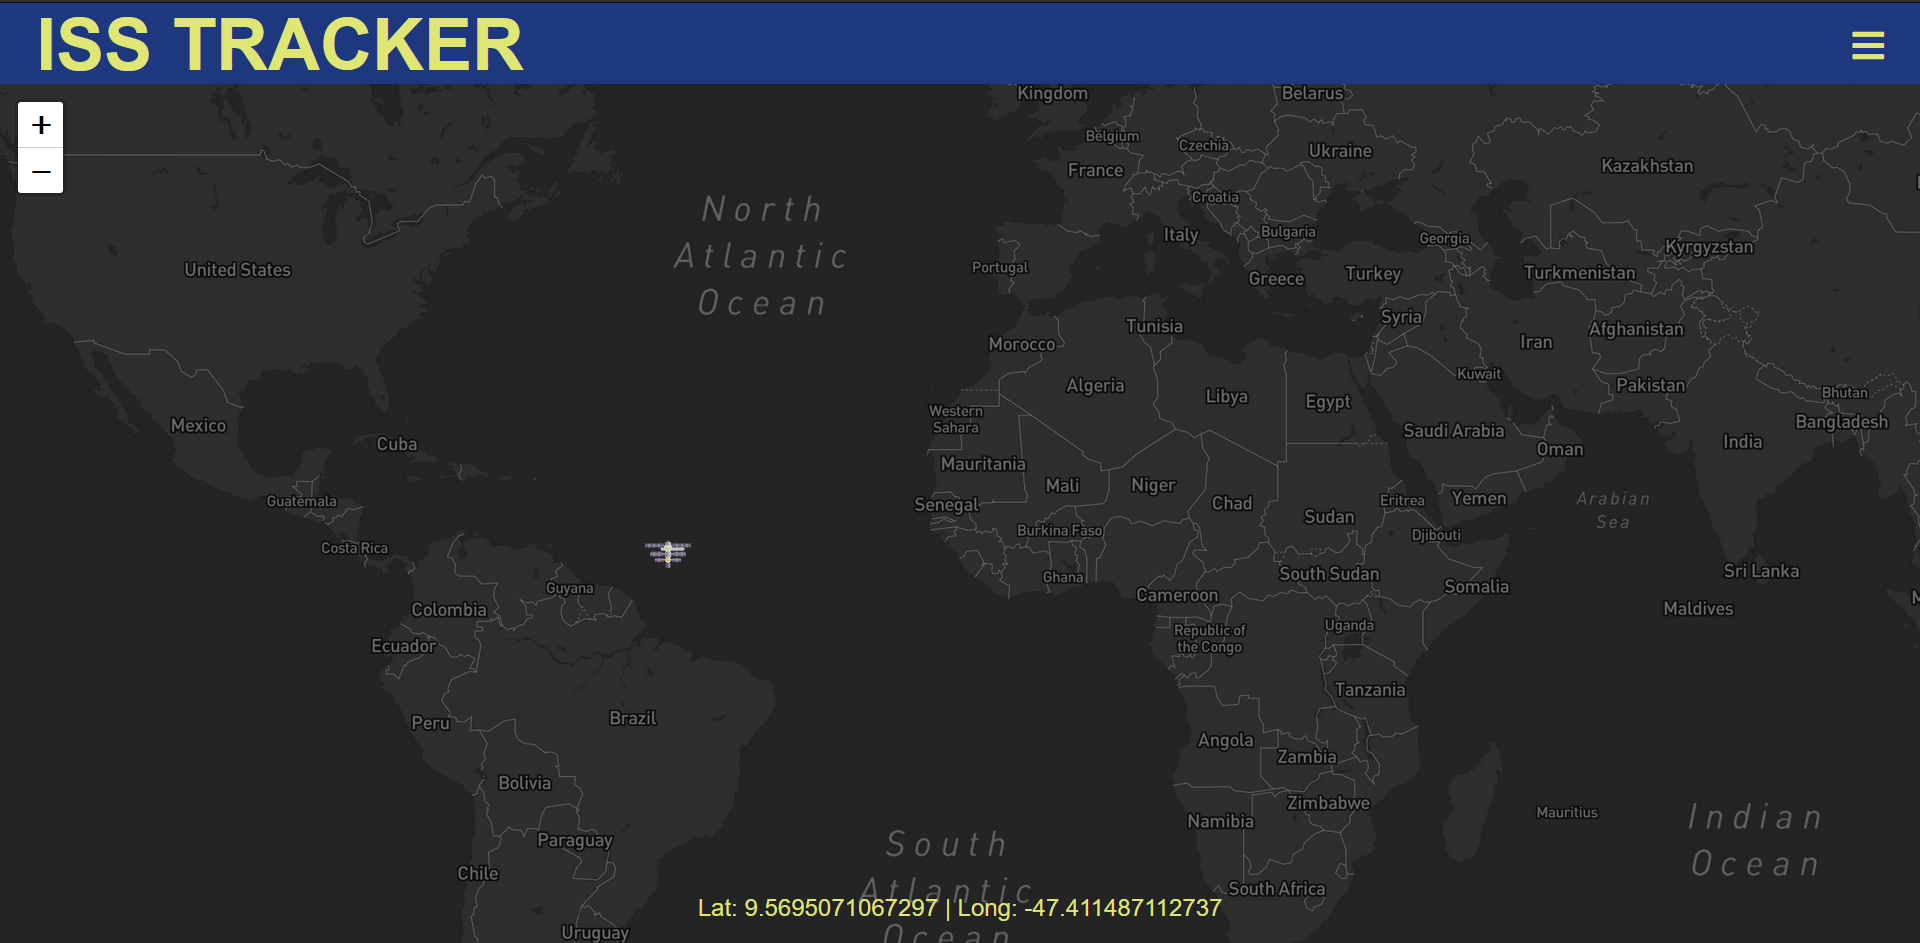 ISS TRACKER
+
−
Kingdom
Belarus
Belgium
Czechia
Ukraine
France
Kazakhstan
Croatia
North
Atlantic
Ocean
Italy
Bulgaria
Georgia
Kyrgyzstan
United States
Portugal
Greece
Turkey
Turkmenistan
Syria
Tunisia
Afghanistan
Morocco
Iran
Kuwait
Algeria
Pakistan
Libya
Egypt
Bhutan
Western
Sahara
Mexico
Saudi Arabia
Bangladesh
Cuba
India
Oman
Mauritania
Mali
Niger
Guatemala
Senegal
Chad
Eritrea
Yemen
Arabian
Sea
Sudan
Burkina Faso
Djibouti
Costa Rica
Sri Lanka
South Sudan
Ghana
Guyana
Somalia
Cameroon
Colombia
Maldives
Uganda
Republic of
the Congo
Ecuador
Tanzania
Brazil
Peru
Angola
Zambia
Bolivia
Zimbabwe
Mauritius
Indian
Ocean
Namibia
Paraguay
South
Atlantic
Ocean
Chile
South Africa
Lat: 9.5695071067297 | Long: -47.411487112737
Uruguay